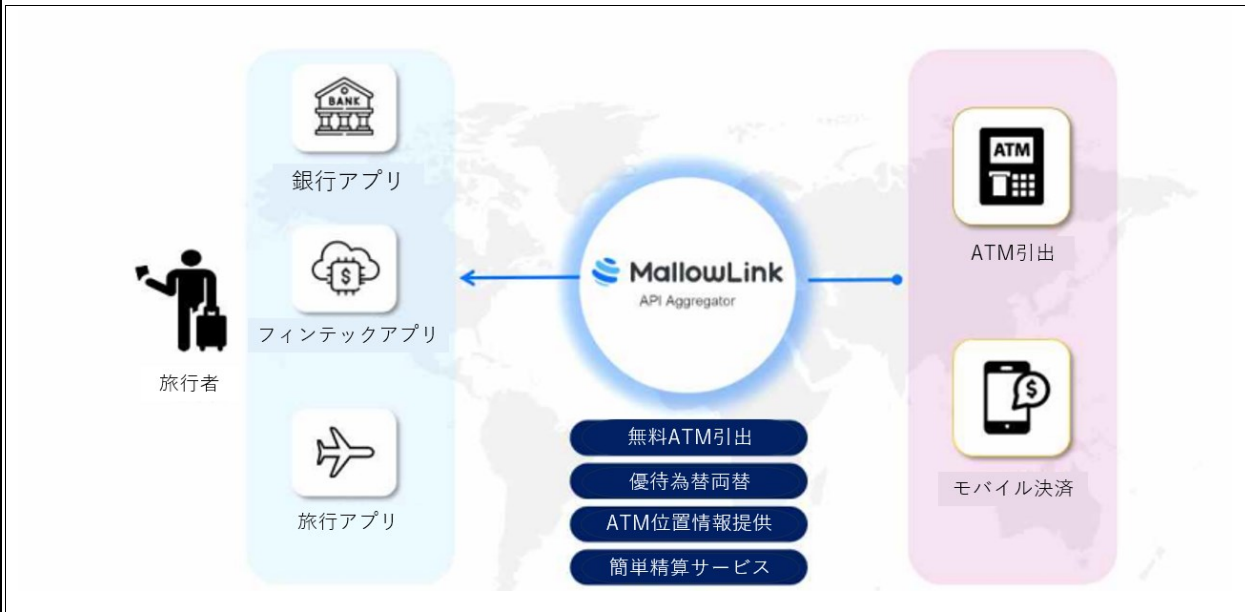 旅行者
BANK
銀行アプリ
$
フィンテックアプリ
旅行アプリ
MallowLink
API Aggregator
無料ATM引出
優待為替両替
ATM位置情報提供
簡単精算サービス
ATM
ATM引出
$
モバイル決済